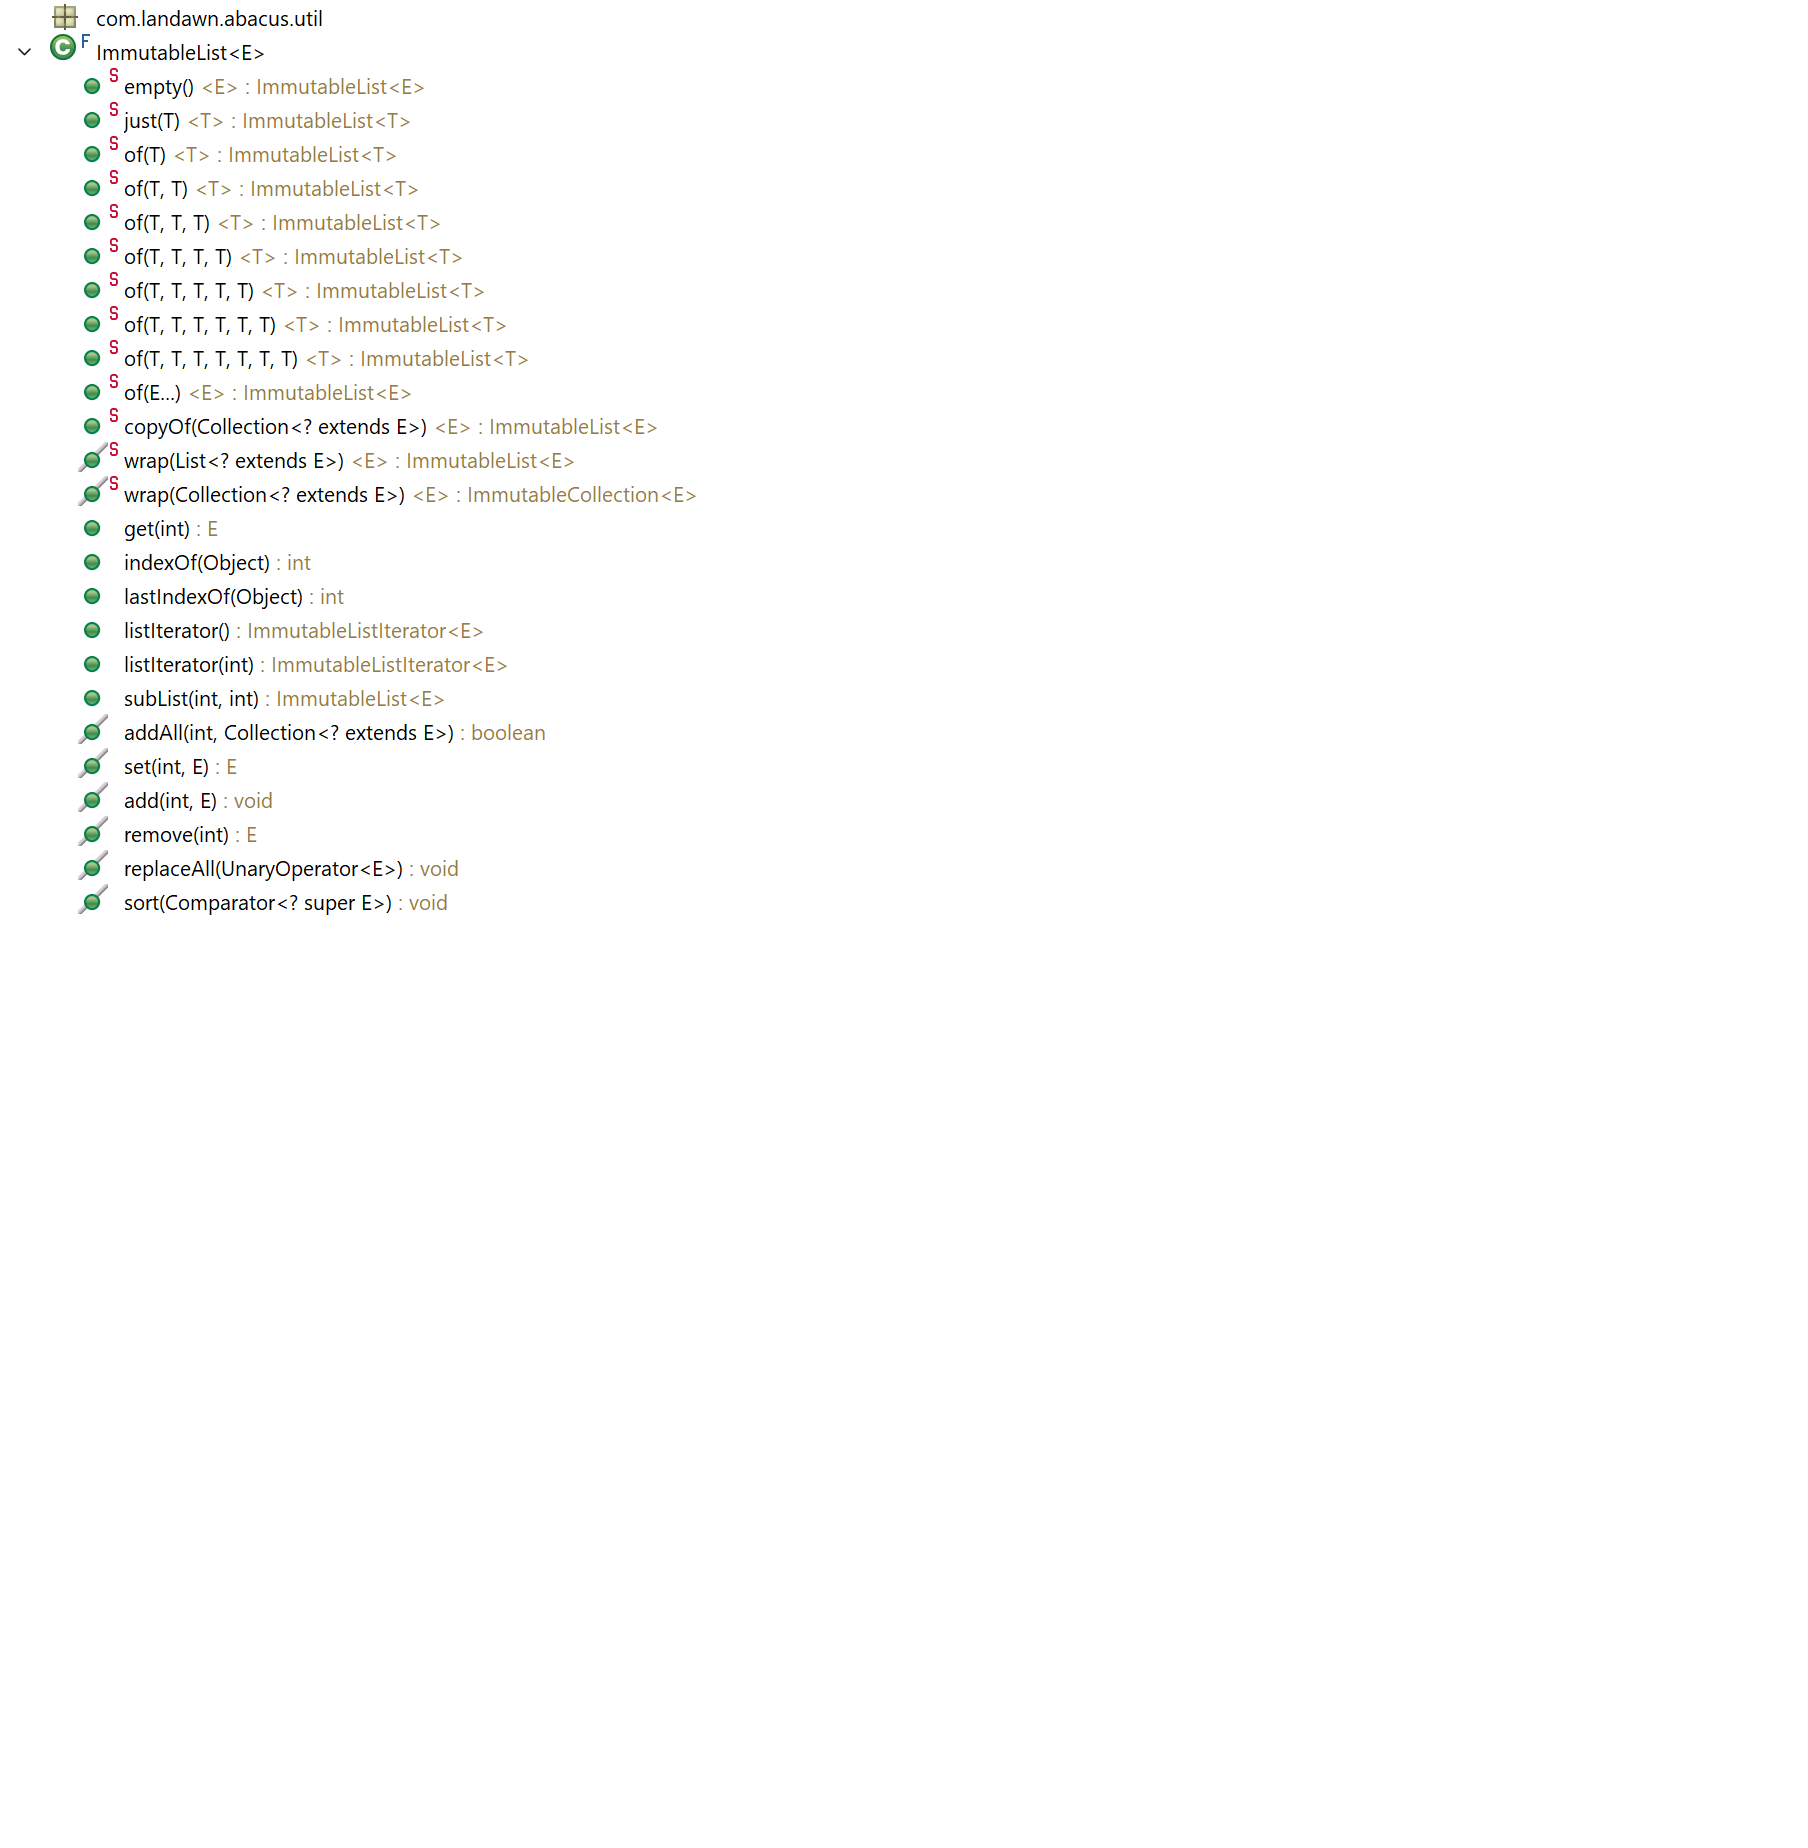 com.landawn.abacus.util
C F ImmutableList<E>
S empty() <E> : ImmutableList<E>
S just(T) <T> : ImmutableList<T>
S of(T) <T> : ImmutableList<T>
S of(T, T) <T> : ImmutableList<T>
S of(T, T, T) <T> : ImmutableList<T>
S of(T, T, T, T) <T> : ImmutableList<T>
S of(T, T, T, T, T) <T> : ImmutableList<T>
S of(T, T, T, T, T, T) <T> : ImmutableList<T>
S of(T, T, T, T, T, T, T) <T> : ImmutableList<T>
S of(E...) <E> : ImmutableList<E>
S copyOf(Collection<? extends E>) <E> : ImmutableList<E>
S wrap(List<? extends E>) <E> : ImmutableList<E>
S wrap(Collection<? extends E>) <E> : ImmutableCollection<E>
get(int) : E
indexOf(Object) : int
lastIndexOf(Object) : int
listIterator() : ImmutableListIterator<E>
listIterator(int) : ImmutableListIterator<E>
subList(int, int) : ImmutableList<E>
addAll(int, Collection<? extends E>) : boolean
set(int, E) : E
add(int, E) : void
remove(int) : E
replaceAll(UnaryOperator<E>) : void
sort(Comparator<? super E>) : void